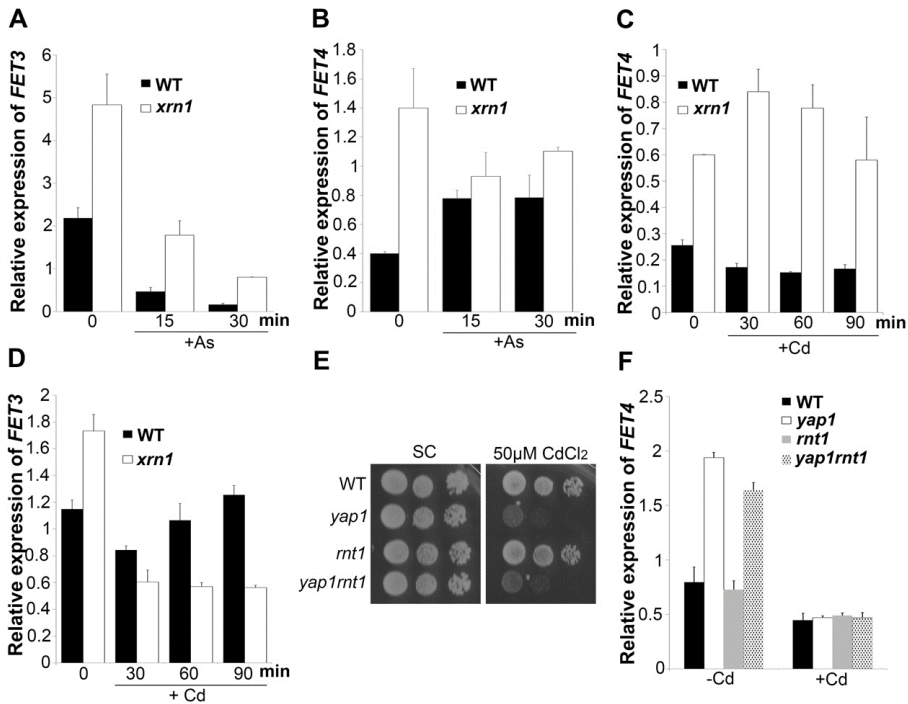 A
Relative expression of FET3
6
5
4
3
2
1
0
WT
xrn1
0 15 30 min
+As
B
Relative expression of FET4
1.8
1.6
1.4
1.2
1
0.8
0.6
0.4
0.2
0
WT
xrn1
0 15 30 min
+As
C
Relative expression of FET4
1
0.9
0.8
0.7
0.6
0.5
0.4
0.3
0.2
0.1
0
WT
xrn1
0 30 60 90 min
+Cd
D
Relative expression of FET3
2
1.8
1.6
1.4
1.2
1
0.8
0.6
0.4
0.2
0
WT
xrn1
0 30 60 90 min
+ Cd
E
SC 50µM CdCl2
WT
yap1
rnt1
yap1rnt1
F
Relative expression of FET4
2.5
2
1.5
1
0.5
0
WT
yap1
rnt1
yap1rnt1
-Cd +Cd